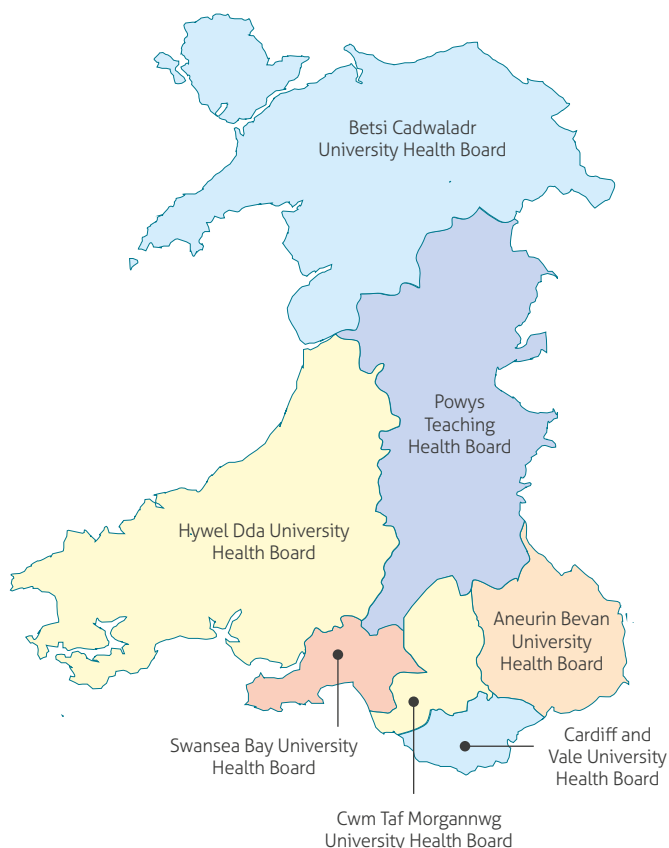 Betsi Cadwaladr
University Health Board
Powys
Teaching
Health Board
Hywel Dda University
Health Board
Aneurin Bevan
University
Health Board
Swansea Bay University
Health Board
Cardiff and
Vale University
Health Board
Cwm Taf Morgannwg
University Health Board